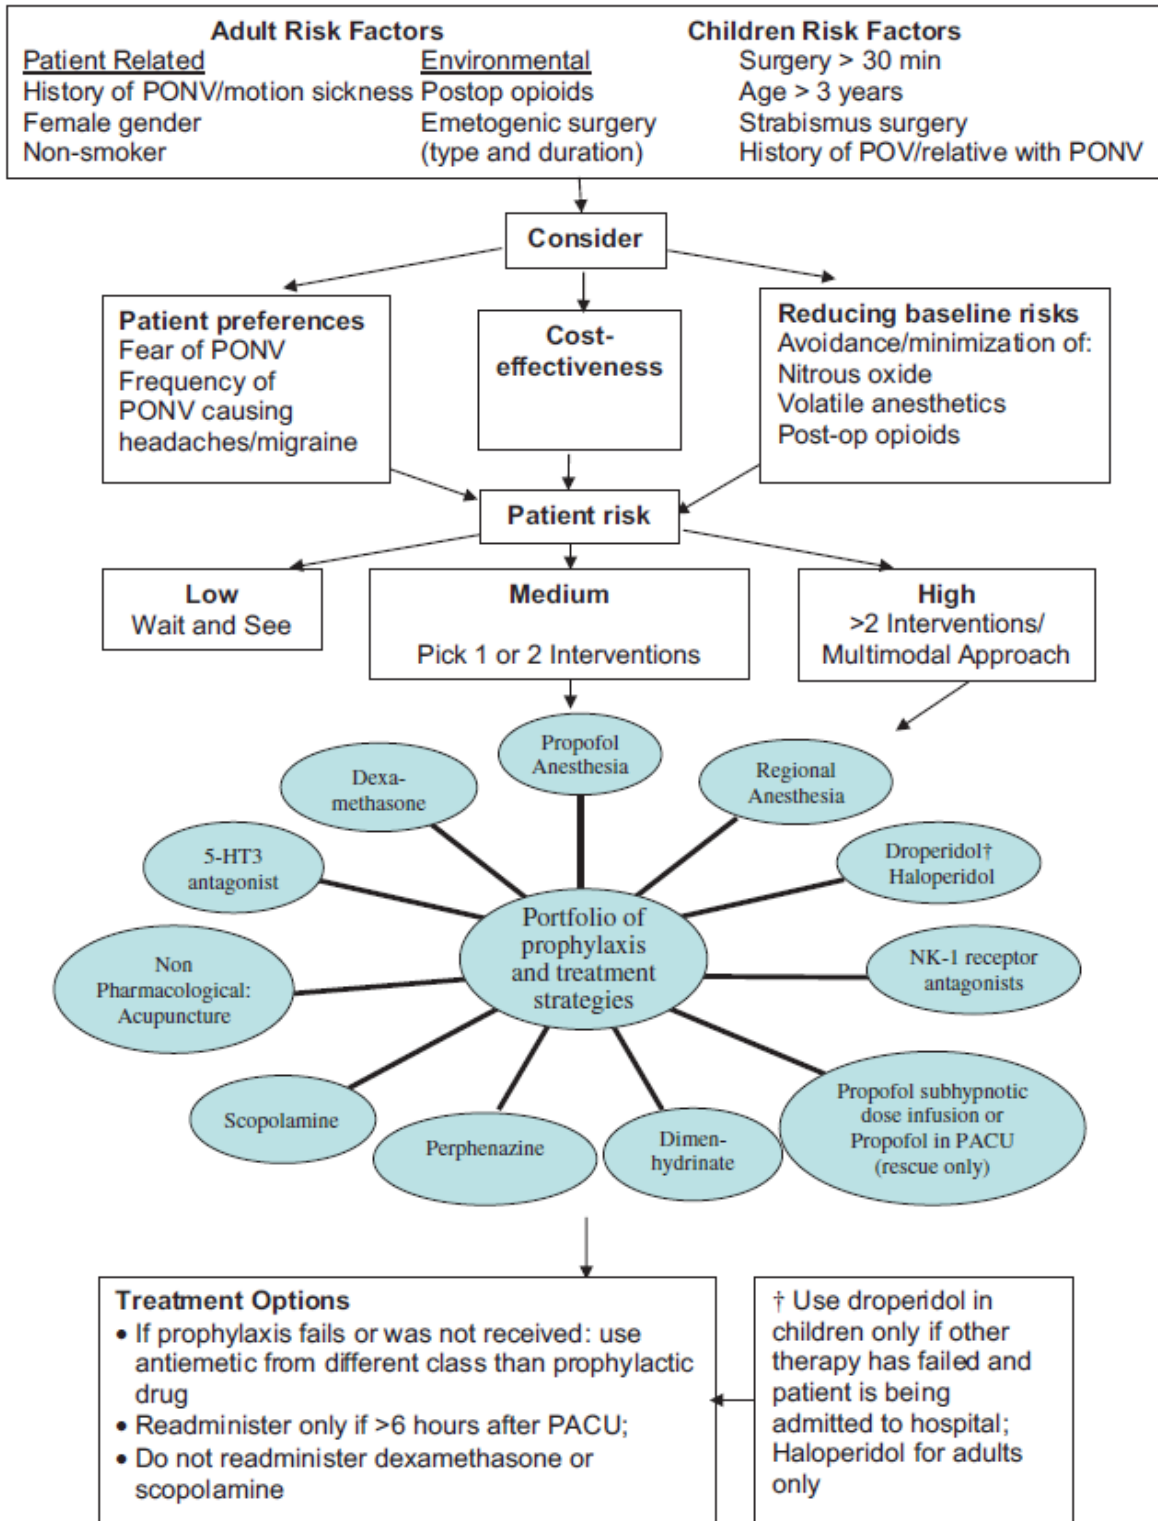 Adult Risk Factors
Children Risk Factors
Patient Related
History of PONV/motion sickness
Female gender
Non-smoker
Environmental
Postop opioids
Emetogenic surgery
(type and duration)
Surgery > 30 min
Age > 3 years
Strabismus surgery
History of POV/relative with PONV
Consider
Patient preferences
Fear of PONV
Frequency of
PONV causing
headaches/migraine
Cost-
effectiveness
Reducing baseline risks
Avoidance/minimization of:
Nitrous oxide
Volatile anesthetics
Post-op opioids
Patient risk
Low
Wait and See
Medium
Pick 1 or 2 Interventions
High
>2 Interventions/
Multimodal Approach
Propofol
Anesthesia
Dexa-
methasone
Regional
Anesthesia
5-HT3
antagonist
Droperidol†
Haloperidol
Portfolio of
prophylaxis
and treatment
strategies
Non
Pharmacological:
Acupuncture
NK-1 receptor
antagonists
Scopolamine
Perphenazine
Dimen-
hydrinate
Propofol subhypnotic
dose infusion or
Propofol in PACU
(rescue only)
Treatment Options
• If prophylaxis fails or was not received: use
antiemetic from different class than prophylactic
drug
• Readminister only if >6 hours after PACU;
• Do not readminister dexamethasone or
scopolamine
† Use droperidol in
children only if other
therapy has failed and
patient is being
admitted to hospital;
Haloperidol for adults
only